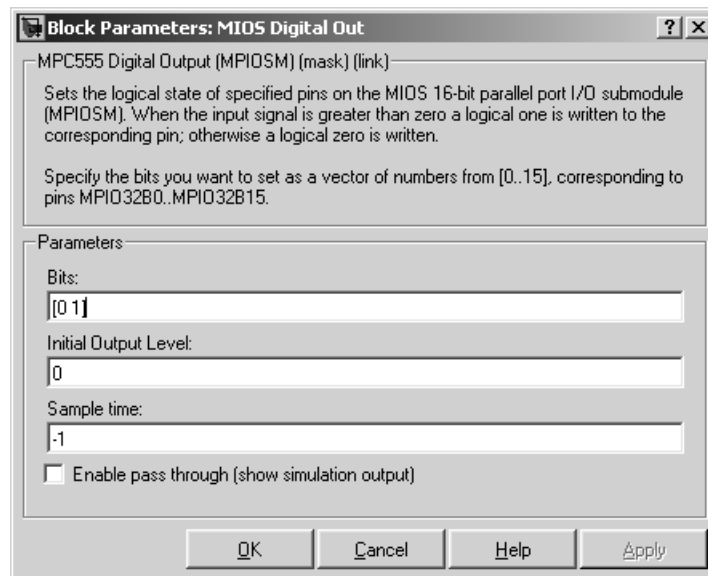 Block Parameters: MIOS Digital Out
MPC555 Digital Output (MPIOSM) (mask) (link)
Sets the logical state of specified pins on the MIOS 16-bit parallel port I/O submodule
(MPIOSM). When the input signal is greater than zero a logical one is written to the
corresponding pin; otherwise a logical zero is written.
Specify the bits you want to set as a vector of numbers from [0..15], corresponding to
pins MPIO32B0..MPIO32B15.
Parameters
Bits:
[0 1]
Initial Output Level:
0
Sample time:
-1
Enable pass through (show simulation output)
OK Cancel Help Apply